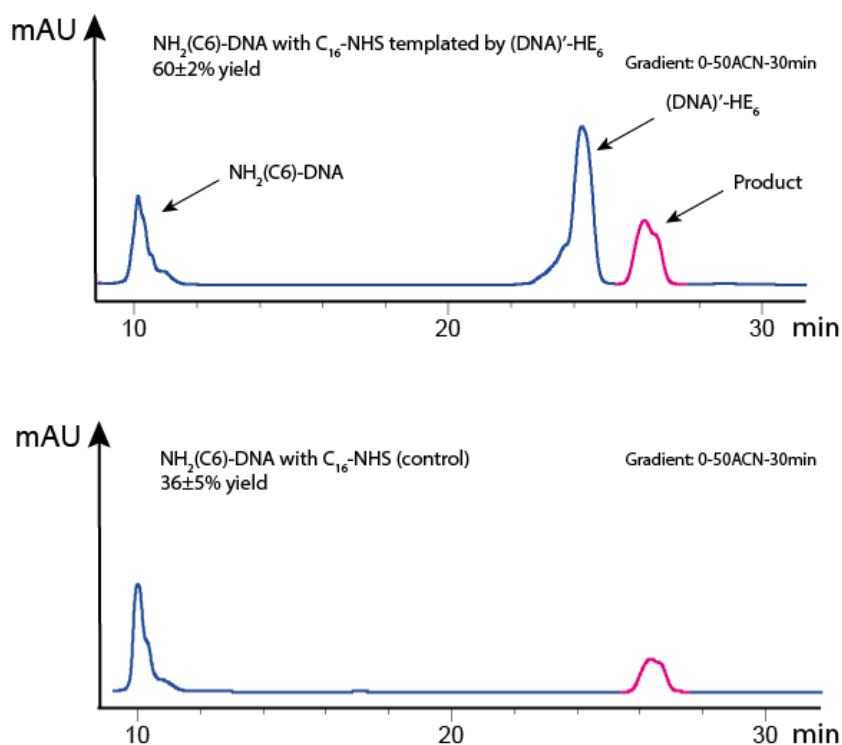 mAU
NH₂(C6)-DNA with C₁₆-NHS templated by (DNA)'-HE₆
60±2% yield
Gradient: 0-50ACN-30min
(DNA)'-HE₆
NH₂(C6)-DNA
Product
10 20 30 min
mAU
NH₂(C6)-DNA with C₁₆-NHS (control)
36±5% yield
Gradient: 0-50ACN-30min
10 20 30 min